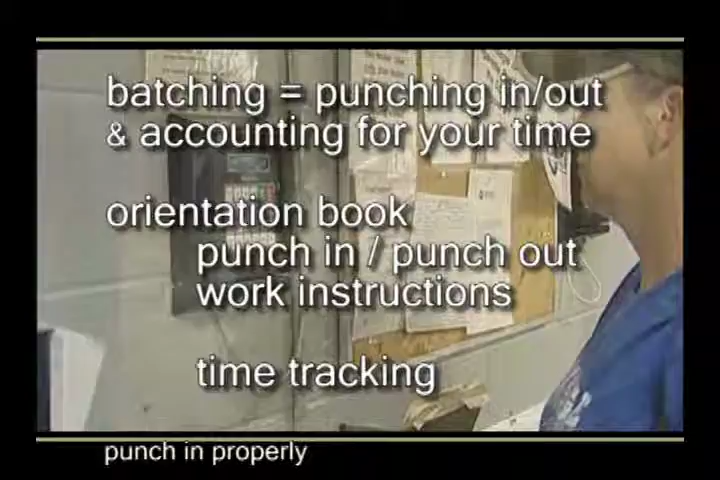 batching = punching in/out
& accounting for your time
orientation book
punch in / punch out
work instructions
time tracking
punch in properly